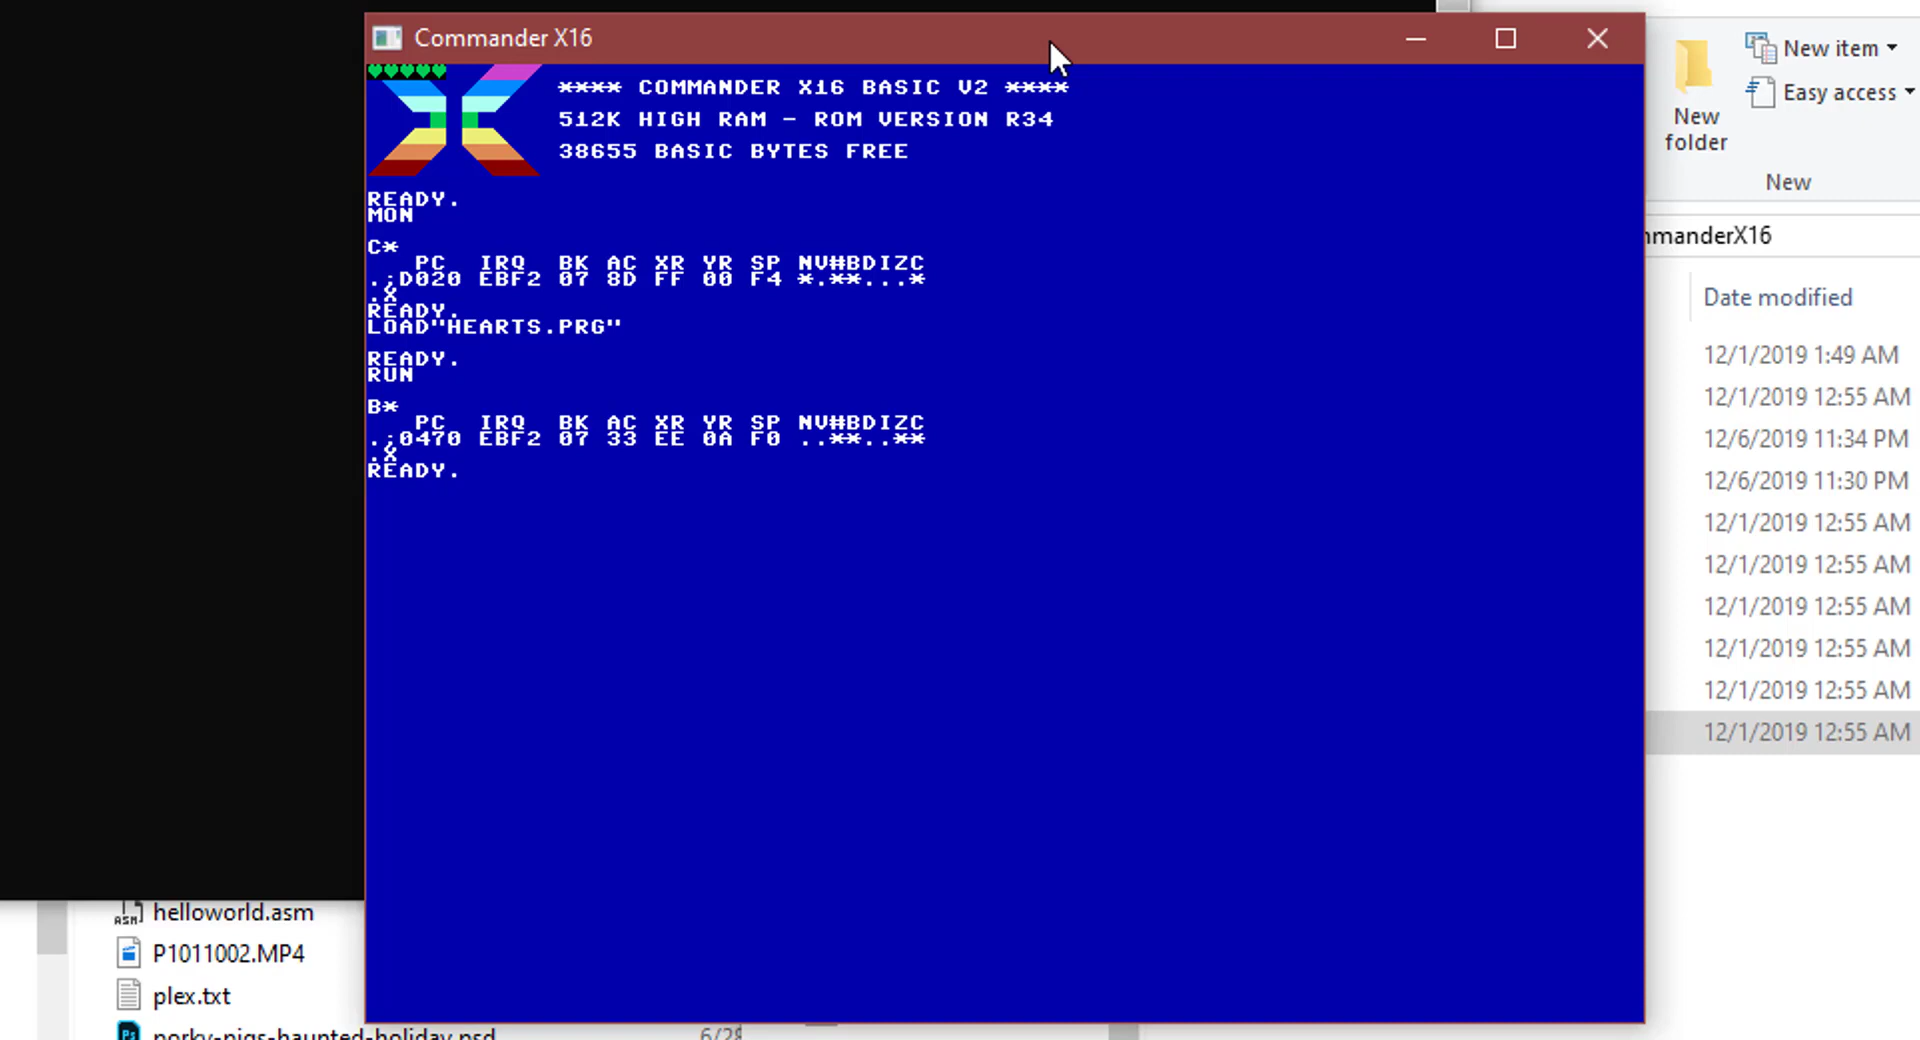 Commander X16
**** COMMANDER X16 BASIC V2 ****
512K HIGH RAM - ROM VERSION R34
38655 BASIC BYTES FREE
READY.
MON
C*
PC IRQ BK AC XR YR SP NV#BDIZC
.;D020 EBF2 07 8D FF 00 F4 *.**...*
.X
READY.
LOAD"HEARTS.PRG"
READY.
RUN
B*
PC IRQ BK AC XR YR SP NV#BDIZC
.;0470 EBF2 07 33 EE 0A F0 ..**..**
.X
READY.
New item
Easy access
New
folder
New
mmanderX16
Date modified
12/1/2019 1:49 AM
12/1/2019 12:55 AM
12/6/2019 11:34 PM
12/6/2019 11:30 PM
12/1/2019 12:55 AM
12/1/2019 12:55 AM
12/1/2019 12:55 AM
12/1/2019 12:55 AM
12/1/2019 12:55 AM
12/1/2019 12:55 AM
ASM
helloworld.asm
P1011002.MP4
plex.txt
Ps
porky-pigs-haunted-holiday.psd